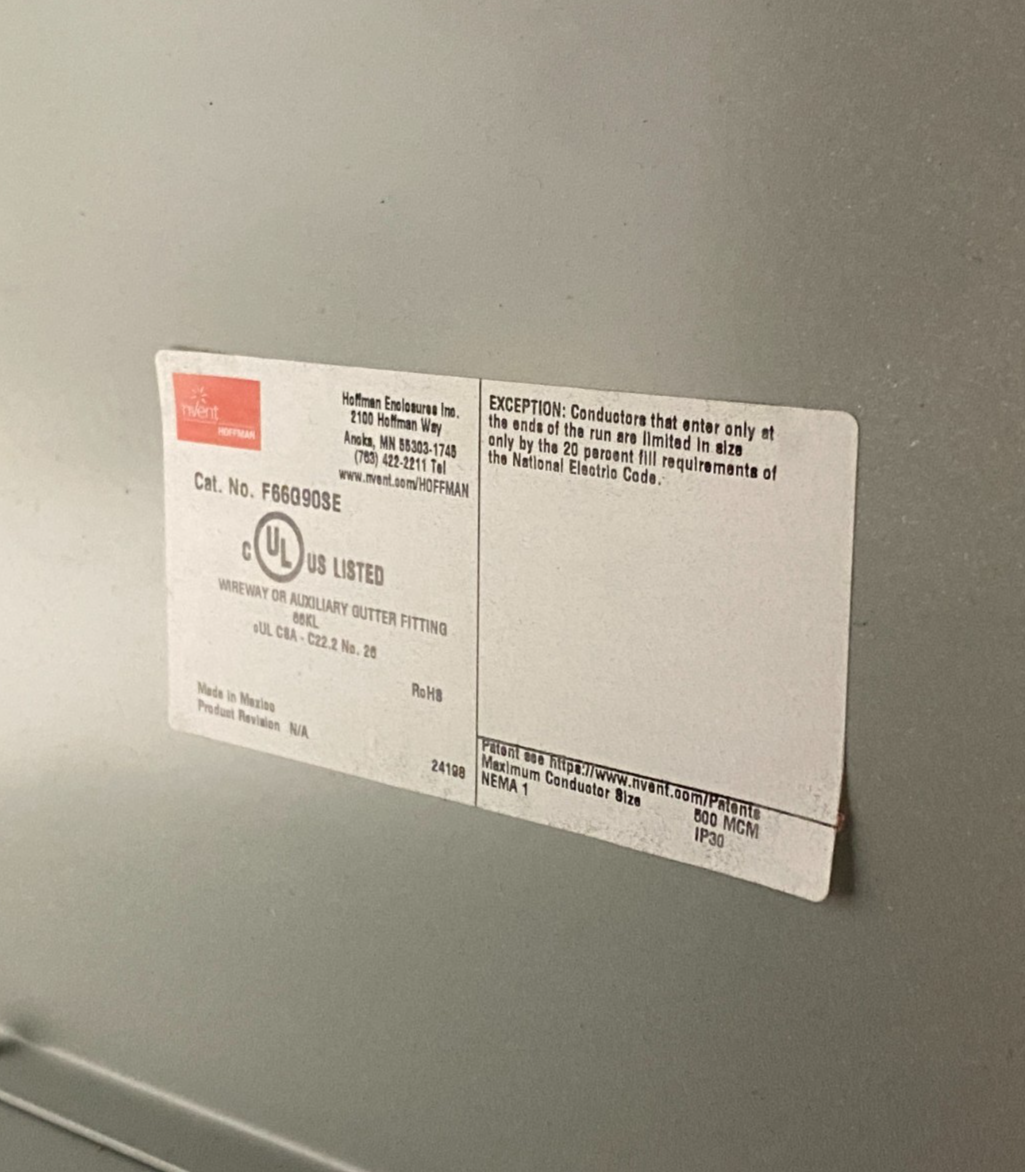 nvent
HOFFMAN
Hoffman Enclosures Inc.
2100 Hoffman Way
Anoka, MN 55303-1745
(763) 422-2211 Tel
www.nvent.com/HOFFMAN
Cat. No. F66G90SE
C UL US LISTED
WIREWAY OR AUXILIARY GUTTER FITTING
66KL
cUL CSA - C22.2 No. 26
RoHS
Made in Mexico
Product Revision N/A
24198
EXCEPTION: Conductors that enter only at
the ends of the run are limited in size
only by the 20 percent fill requirements of
the National Electric Code.
Patent see https://www.nvent.com/Patents
Maximum Conductor Size 500 MCM
NEMA 1 IP30